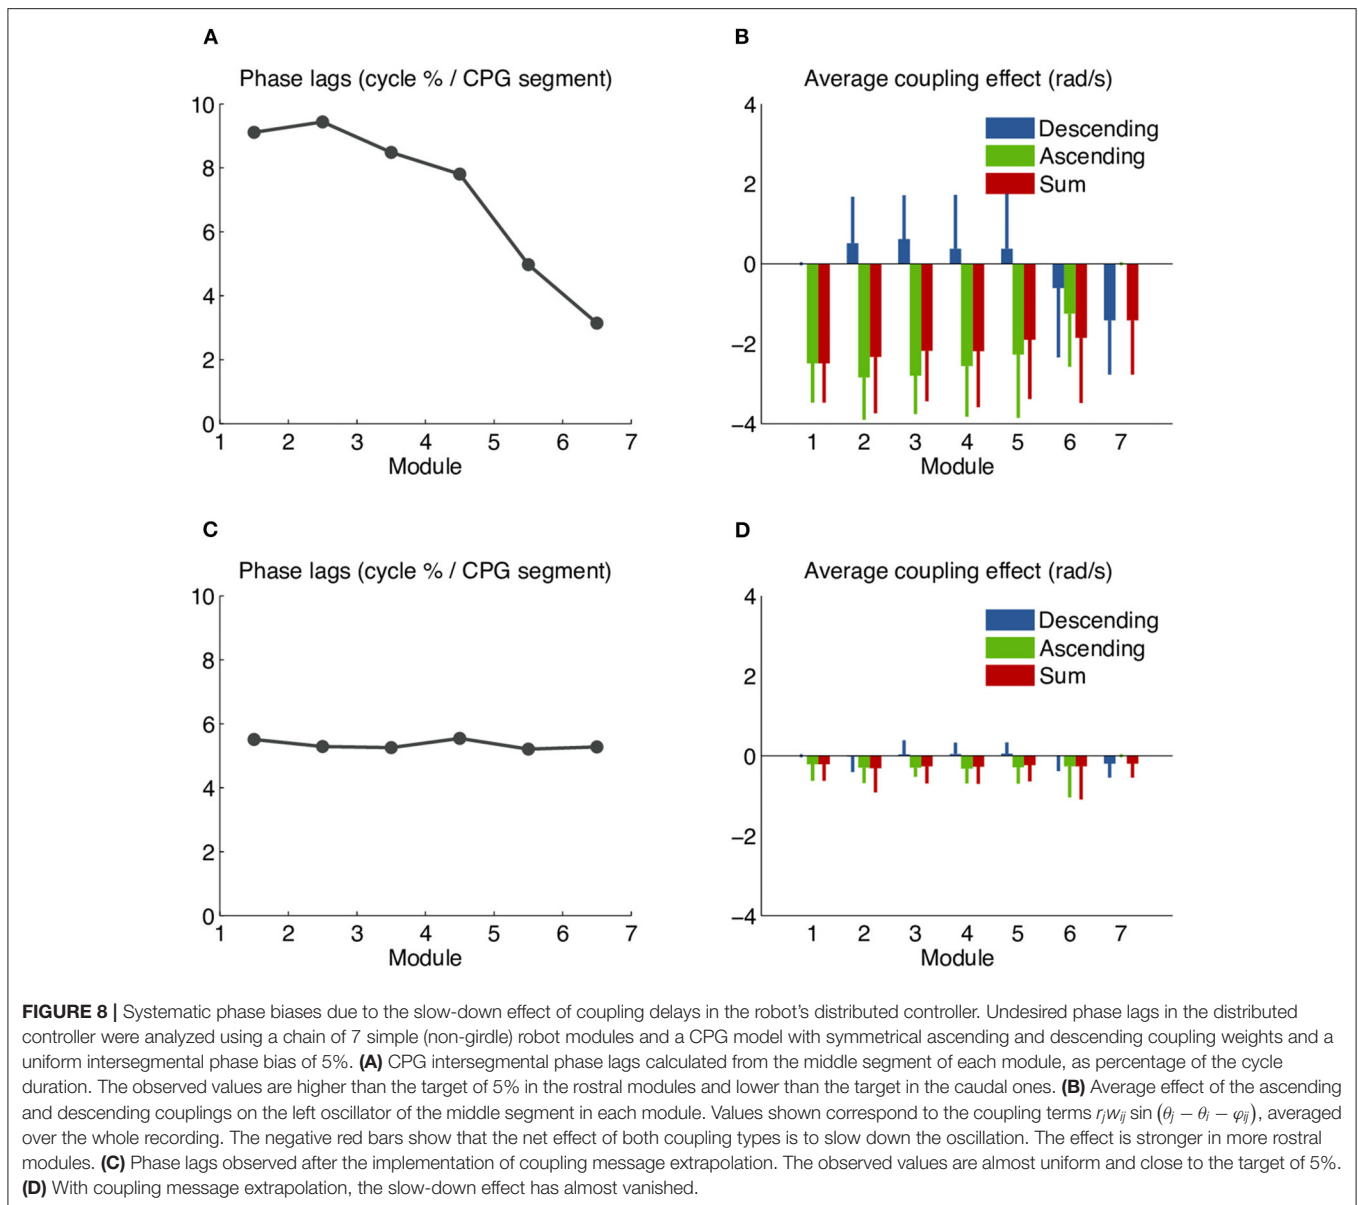 A
Phase lags (cycle % / CPG segment)
10
8
6
4
2
0
1 2 3 4 5 6 7
Module
B
Average coupling effect (rad/s)
4
2
0
−2
−4
Descending
Ascending
Sum
1 2 3 4 5 6 7
Module
C
Phase lags (cycle % / CPG segment)
10
8
6
4
2
0
1 2 3 4 5 6 7
Module
D
Average coupling effect (rad/s)
4
2
0
−2
−4
Descending
Ascending
Sum
1 2 3 4 5 6 7
Module
FIGURE 8 | Systematic phase biases due to the slow-down effect of coupling delays in the robot’s distributed controller. Undesired phase lags in the distributed
controller were analyzed using a chain of 7 simple (non-girdle) robot modules and a CPG model with symmetrical ascending and descending coupling weights and a
uniform intersegmental phase bias of 5%. (A) CPG intersegmental phase lags calculated from the middle segment of each module, as percentage of the cycle
duration. The observed values are higher than the target of 5% in the rostral modules and lower than the target in the caudal ones. (B) Average effect of the ascending
and descending couplings on the left oscillator of the middle segment in each module. Values shown correspond to the coupling terms rⱼwᵢⱼ sin (θⱼ − θᵢ − φᵢⱼ), averaged
over the whole recording. The negative red bars show that the net effect of both coupling types is to slow down the oscillation. The effect is stronger in more rostral
modules. (C) Phase lags observed after the implementation of coupling message extrapolation. The observed values are almost uniform and close to the target of 5%.
(D) With coupling message extrapolation, the slow-down effect has almost vanished.